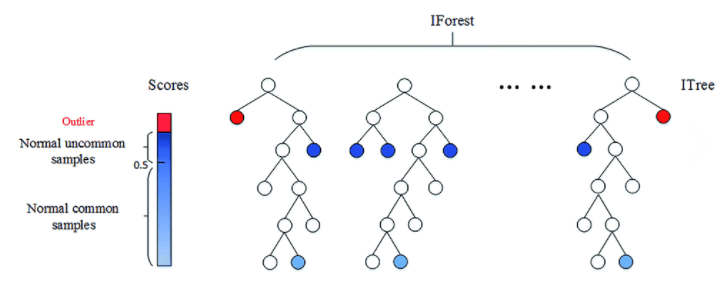 IForest
Scores
... ...
ITree
Outlier
Normal uncommon
samples
0.5
Normal common
samples